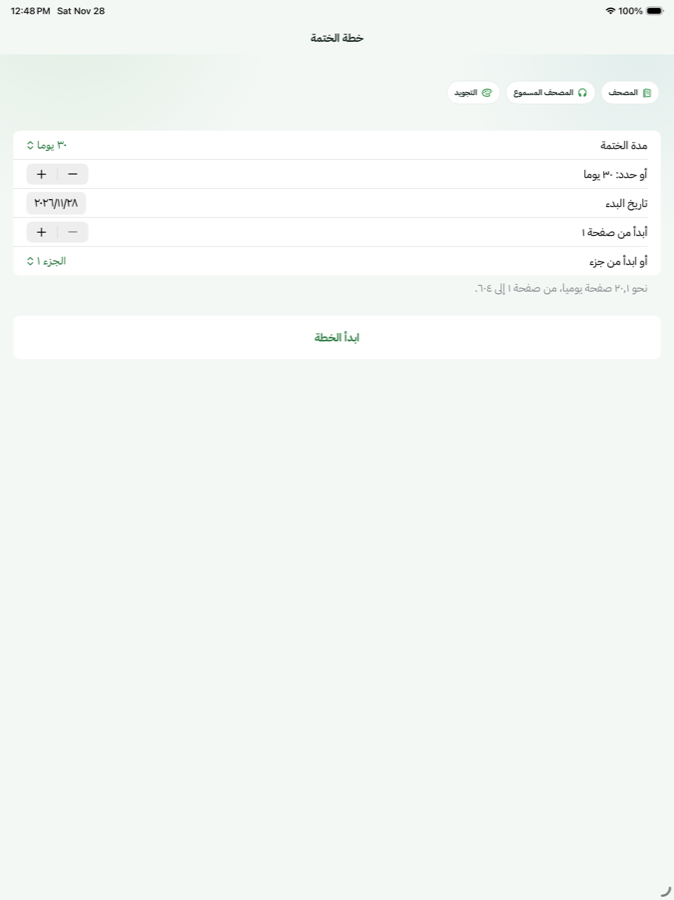 12:48 PM Sat Nov 28 100%
خطة الختمة
المصحف المصحف المسموع التجويد
مدة الختمة ٣٠ يوما
أو حدد: ٣٠ يوما
تاريخ البدء ٢٠٢٦/١١/٢٨
أبدأ من صفحة ١
أو ابدأ من جزء الجزء ١
نحو ٢٠٫١ صفحة يوميا، من صفحة ١ إلى ٦٠٤.
ابدأ الخطة